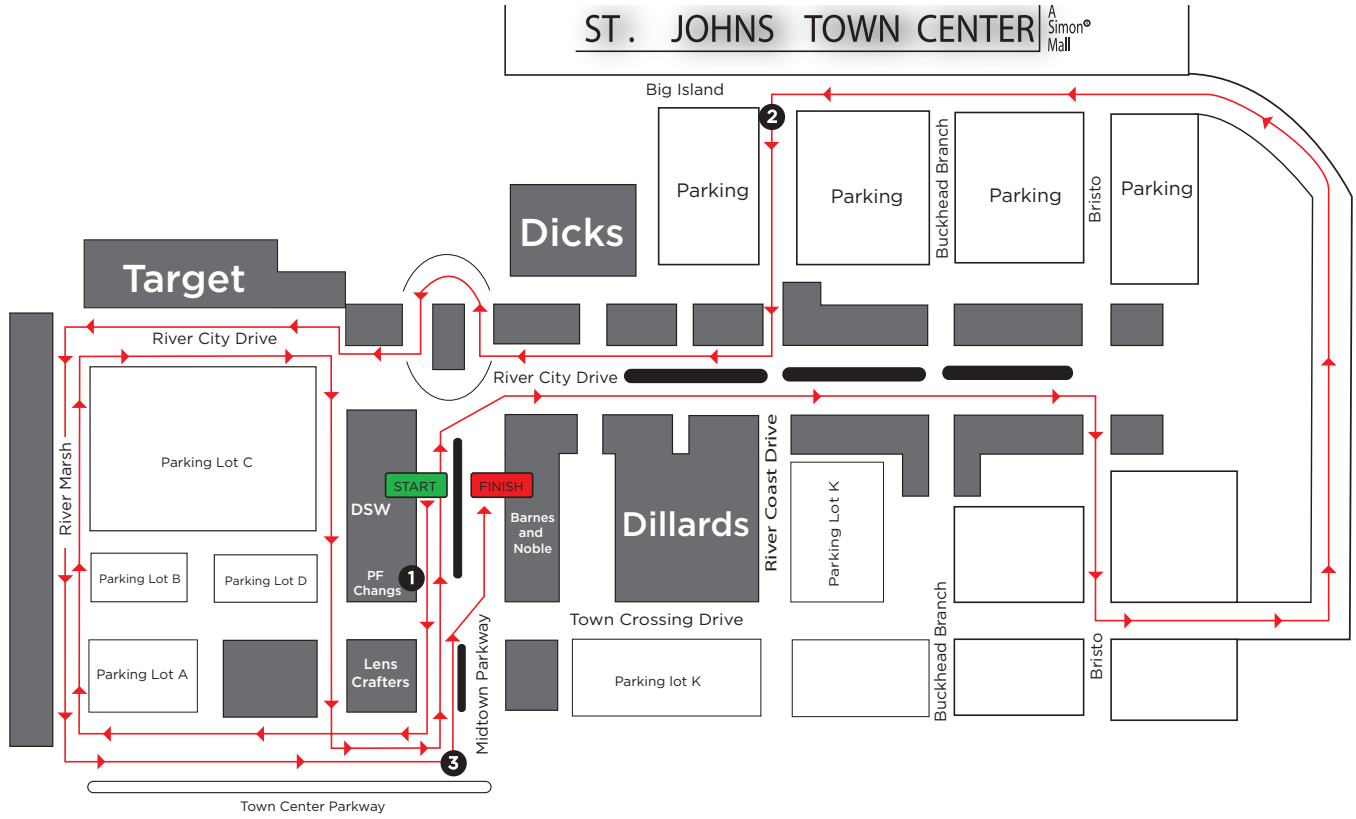 ST. JOHNS TOWN CENTER
A
Simon®
Mall
Big Island
2
Parking
Parking
Buckhead Branch
Parking
Bristo
Parking
Dicks
Target
River City Drive
River City Drive
River Marsh
Parking Lot C
START
FINISH
DSW
Barnes
and
Noble
Dillards
River Coast Drive
Parking Lot K
Parking Lot B
Parking Lot D
PF
Changs
1
Town Crossing Drive
Parking Lot A
Lens
Crafters
Midtown Parkway
Parking lot K
Buckhead Branch
Bristo
3
Town Center Parkway